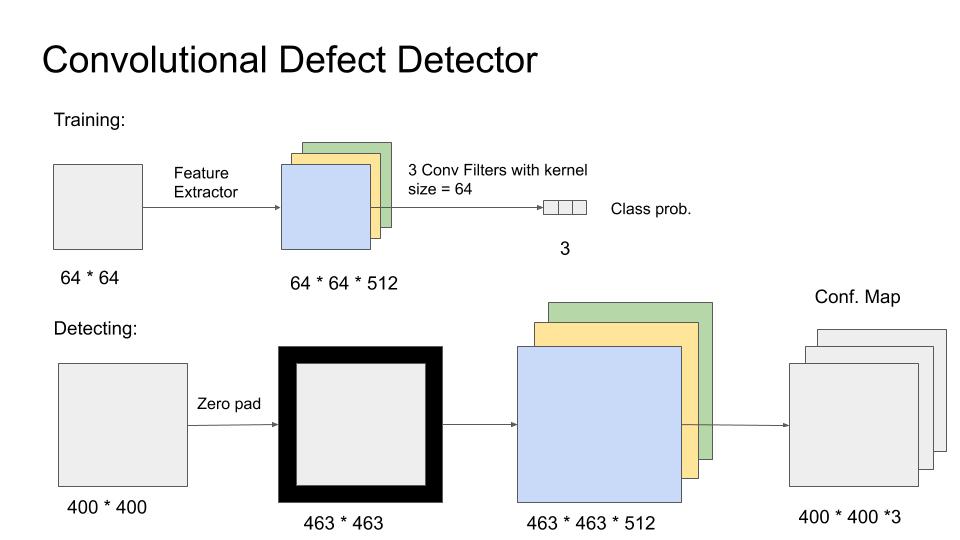 Convolutional Defect Detector
Training:
Feature
Extractor
3 Conv Filters with kernel
size = 64
Class prob.
3
64 * 64
64 * 64 * 512
Conf. Map
Detecting:
Zero pad
400 * 400
463 * 463
463 * 463 * 512
400 * 400 *3